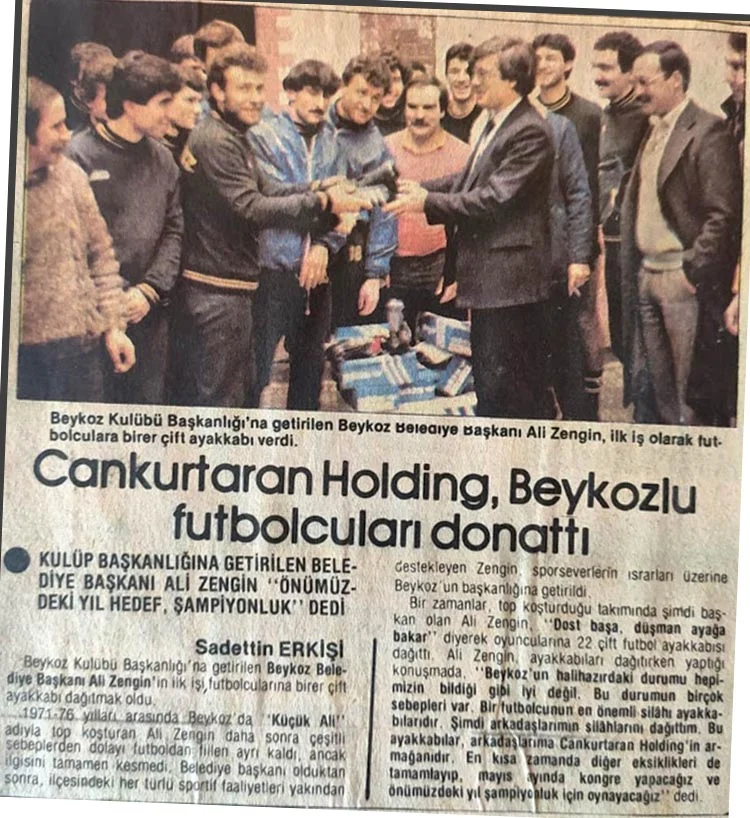 Beykoz Kulübü Başkanlığı'na getirilen Beykoz Belediye Başkanı Ali Zengin, ilk iş olarak fut-
bolculara birer çift ayakkabı verdi.
Cankurtaran Holding, Beykozlu
futbolcuları donattı
● KULÜP BAŞKANLIĞINA GETİRİLEN BELE-
DİYE BAŞKANI ALİ ZENGİN "ÖNÜMÜZ-
DEKİ YIL HEDEF, ŞAMPİYONLUK" DEDİ
Sadettin ERKİŞİ
Beykoz Kulübü Başkanlığı'na getirilen Beykoz Bele-
diye Başkanı Ali Zengin'in ilk işi, futbolcularına birer çift
ayakkabı dağıtmak oldu.
1971-76 yılları arasında Beykoz'da "Küçük Ali"
adıyla top koşturan Ali Zengin daha sonra çeşitli
sebeplerden dolayı futboldan fiilen ayrı kaldı, ancak
ilgisini tamamen kesmedi. Belediye başkanı olduktan
sonra, ilçesindeki her türlü sportif faaliyetleri yakından
destekleyen Zengin, sporseverlerin ısrarları üzerine
Beykoz'un başkanlığına getirildi.
Bir zamanlar, top koşturduğu takımında şimdi baş-
kan olan Ali Zengin, "Dost başa, düşman ayağa
bakar" diyerek oyuncularına 22 çift futbol ayakkabısı
dağıttı. Ali Zengin, ayakkabıları dağıtırken yaptığı
konuşmada, "Beykoz'un halihazırdaki durumu hepi-
mizin bildiği gibi iyi değil. Bu durumun birçok
sebepleri var. Bir futbolcunun en önemli silâhı ayakka-
bılarıdır. Şimdi arkadaşlarımın silâhlarını dağıttım. Bu
ayakkabılar, arkadaşlarıma Cankurtaran Holding'in ar-
mağanıdır. En kısa zamanda diğer eksiklikleri de
tamamlayıp, mayıs ayında kongre yapacağız ve
önümüzdeki yıl şampiyonluk için oynayacağız" dedi.